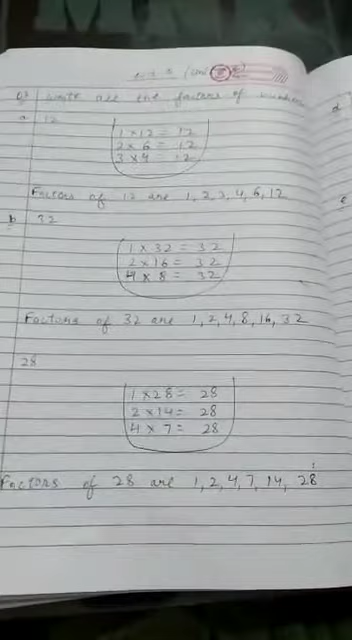 Q3 write all the factors of numbers
a 12
1 x 12 = 12
2 x 6 = 12
3 x 4 = 12
Factors of 12 are 1, 2, 3, 4, 6, 12
b 32
1 x 32 = 32
2 x 16 = 32
4 x 8 = 32
Factors of 32 are 1, 2, 4, 8, 16, 32
28
1 x 28 = 28
2 x 14 = 28
4 x 7 = 28
Factors of 28 are 1, 2, 4, 7, 14, 28
d
e